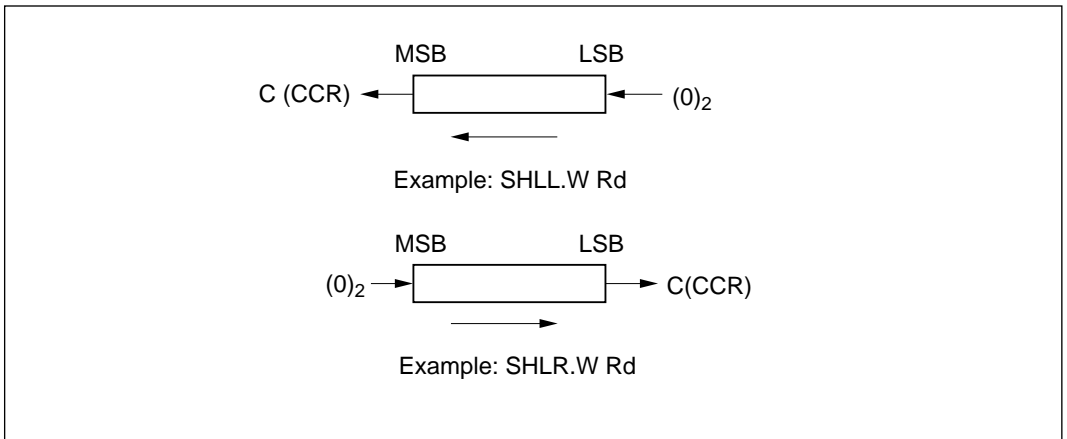 MSB LSB
C (CCR) (0)2
Example: SHLL.W Rd
MSB LSB
(0)2 C(CCR)
Example: SHLR.W Rd